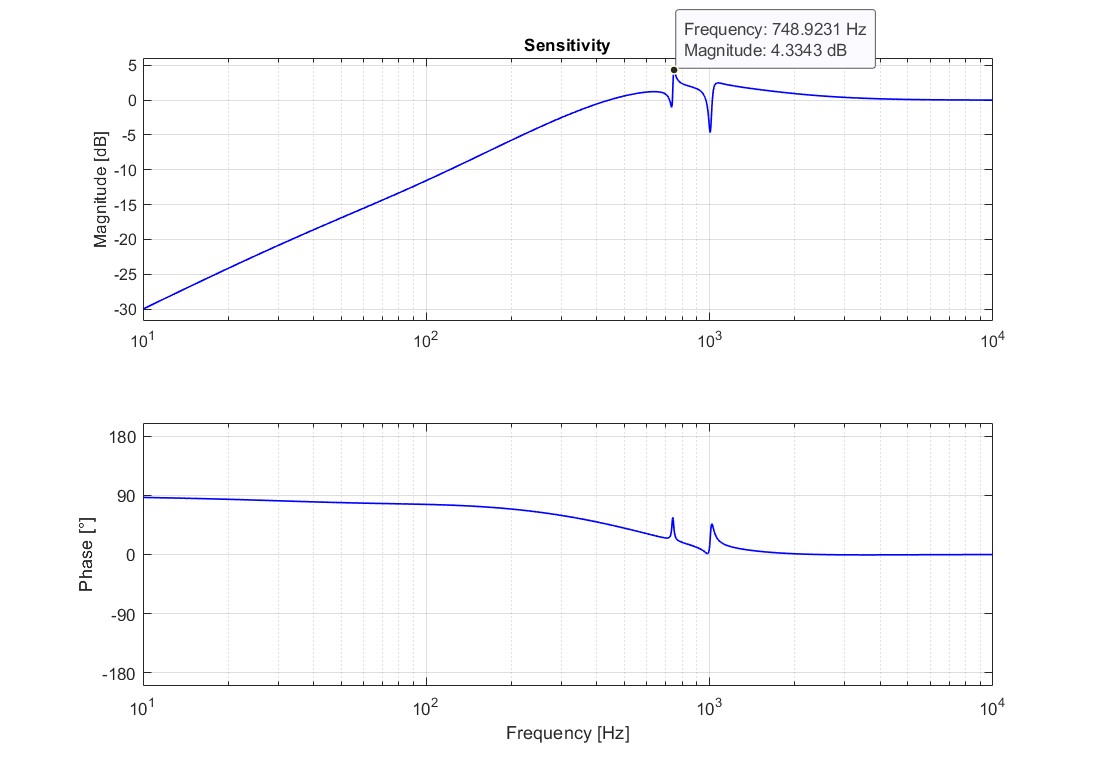 Frequency: 748.9231 Hz
Magnitude: 4.3343 dB
Sensitivity
5
0
-5
-10
-15
-20
-25
-30
Magnitude [dB]
10^1 10^2 10^3 10^4
180
90
0
-90
-180
Phase [°]
10^1 10^2 10^3 10^4
Frequency [Hz]